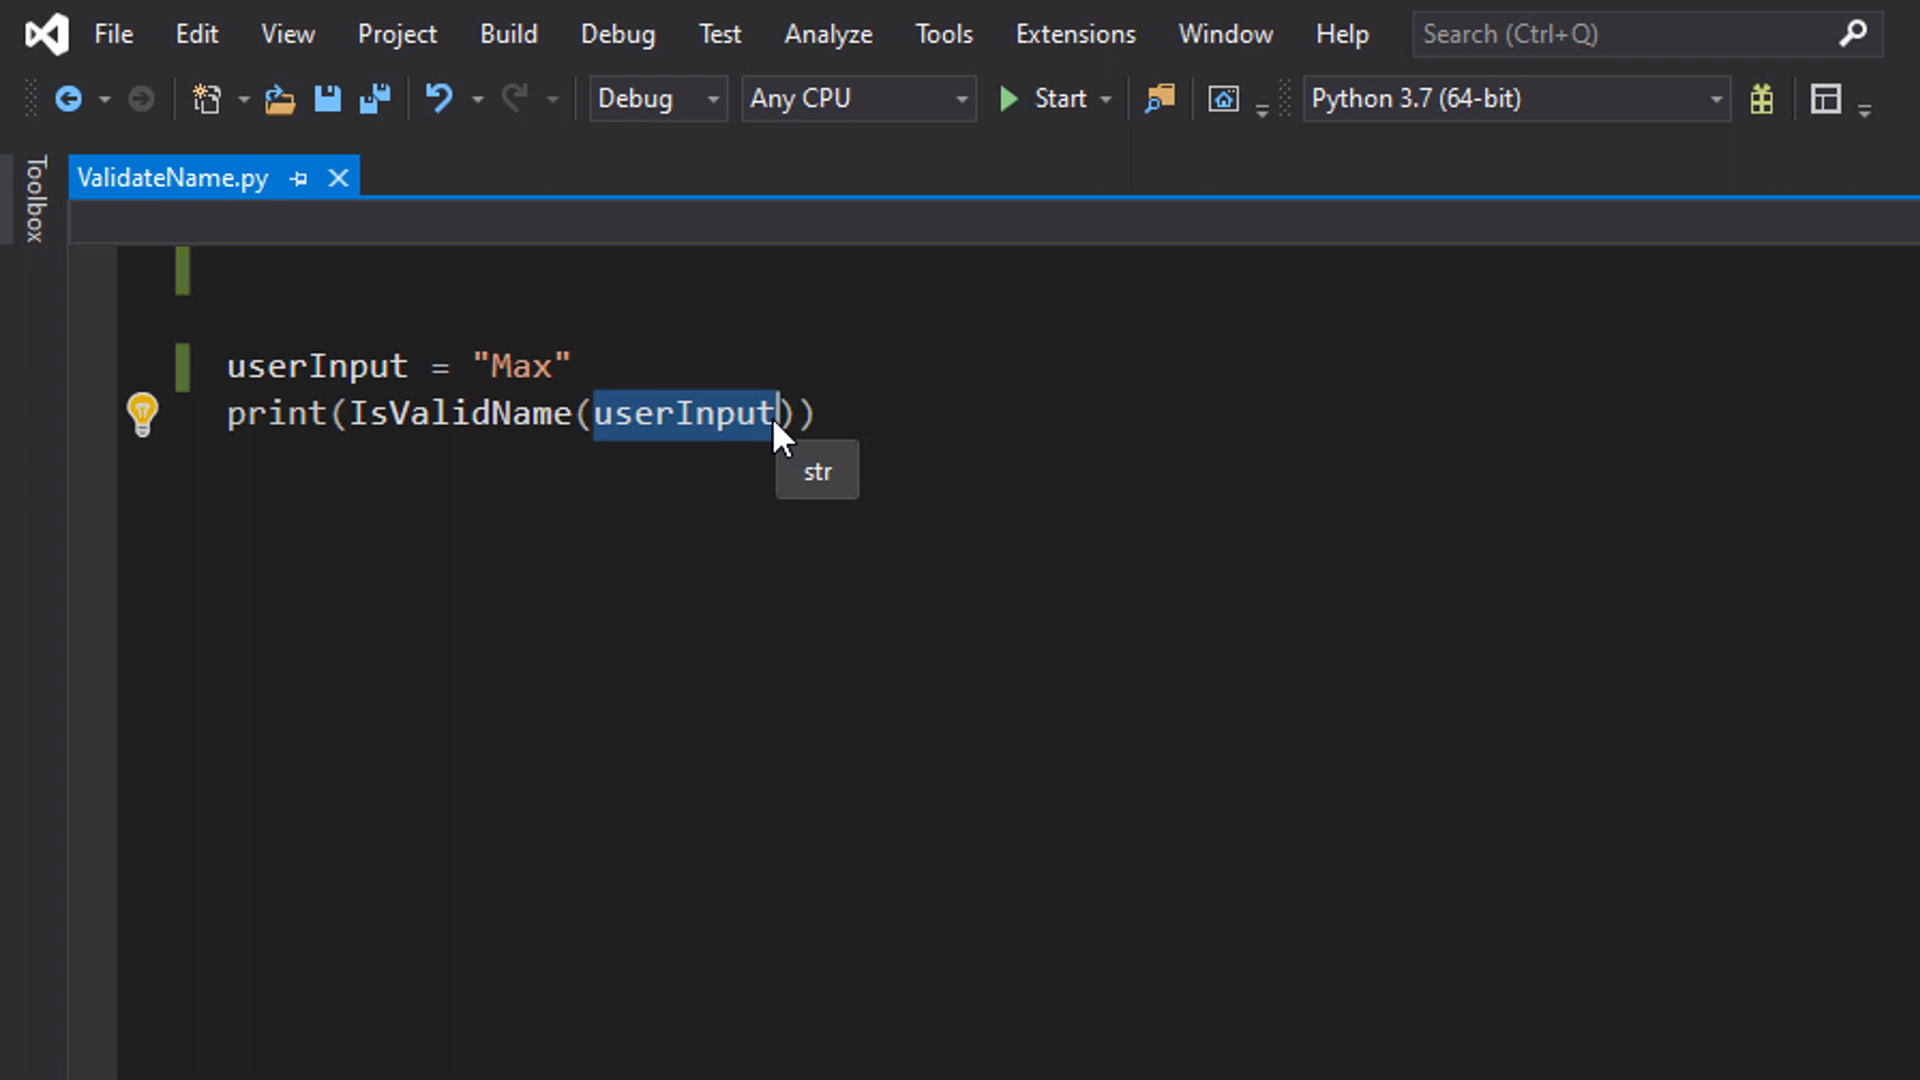 File Edit View Project Build Debug Test Analyze Tools Extensions Window Help Search (Ctrl+Q)
Debug Any CPU Start Python 3.7 (64-bit)
Toolbox
ValidateName.py
userInput = "Max"
print(IsValidName(userInput))
str